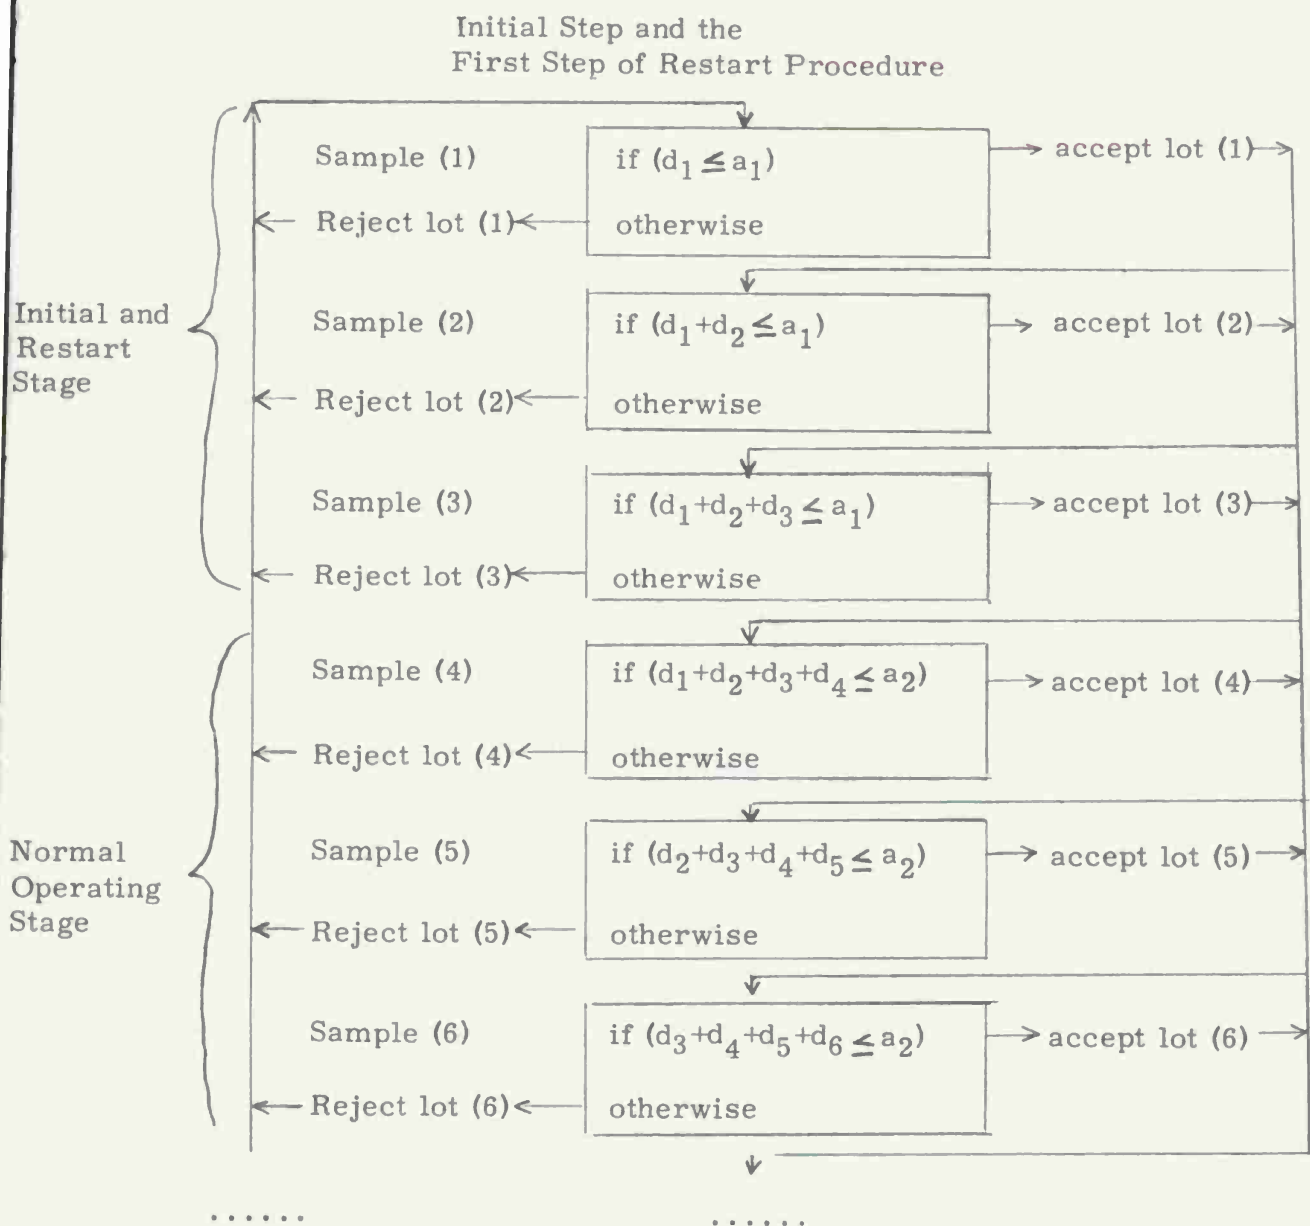 Initial Step and the
First Step of Restart Procedure
Sample (1)
if (d₁ ≤ a₁)
accept lot (1)
Reject lot (1)
otherwise
Initial and
Restart
Stage
Sample (2)
if (d₁+d₂ ≤ a₁)
accept lot (2)
Reject lot (2)
otherwise
Sample (3)
if (d₁+d₂+d₃ ≤ a₁)
accept lot (3)
Reject lot (3)
otherwise
Sample (4)
if (d₁+d₂+d₃+d₄ ≤ a₂)
accept lot (4)
Reject lot (4)
otherwise
Normal
Operating
Stage
Sample (5)
if (d₂+d₃+d₄+d₅ ≤ a₂)
accept lot (5)
Reject lot (5)
otherwise
Sample (6)
if (d₃+d₄+d₅+d₆ ≤ a₂)
accept lot (6)
Reject lot (6)
otherwise
...... ......